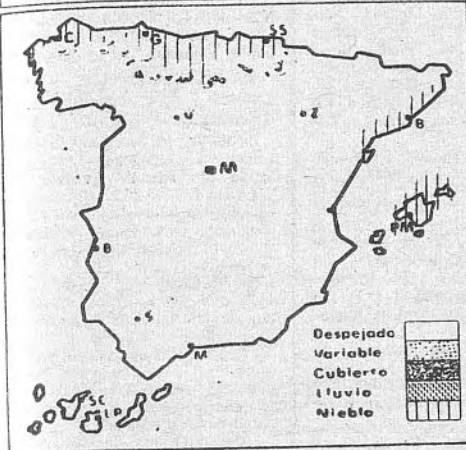 C G SS
V Z
B
M
PM
B
S
M
SC
LP
Despejado
Variable
Cubierto
Lluvia
Niebla